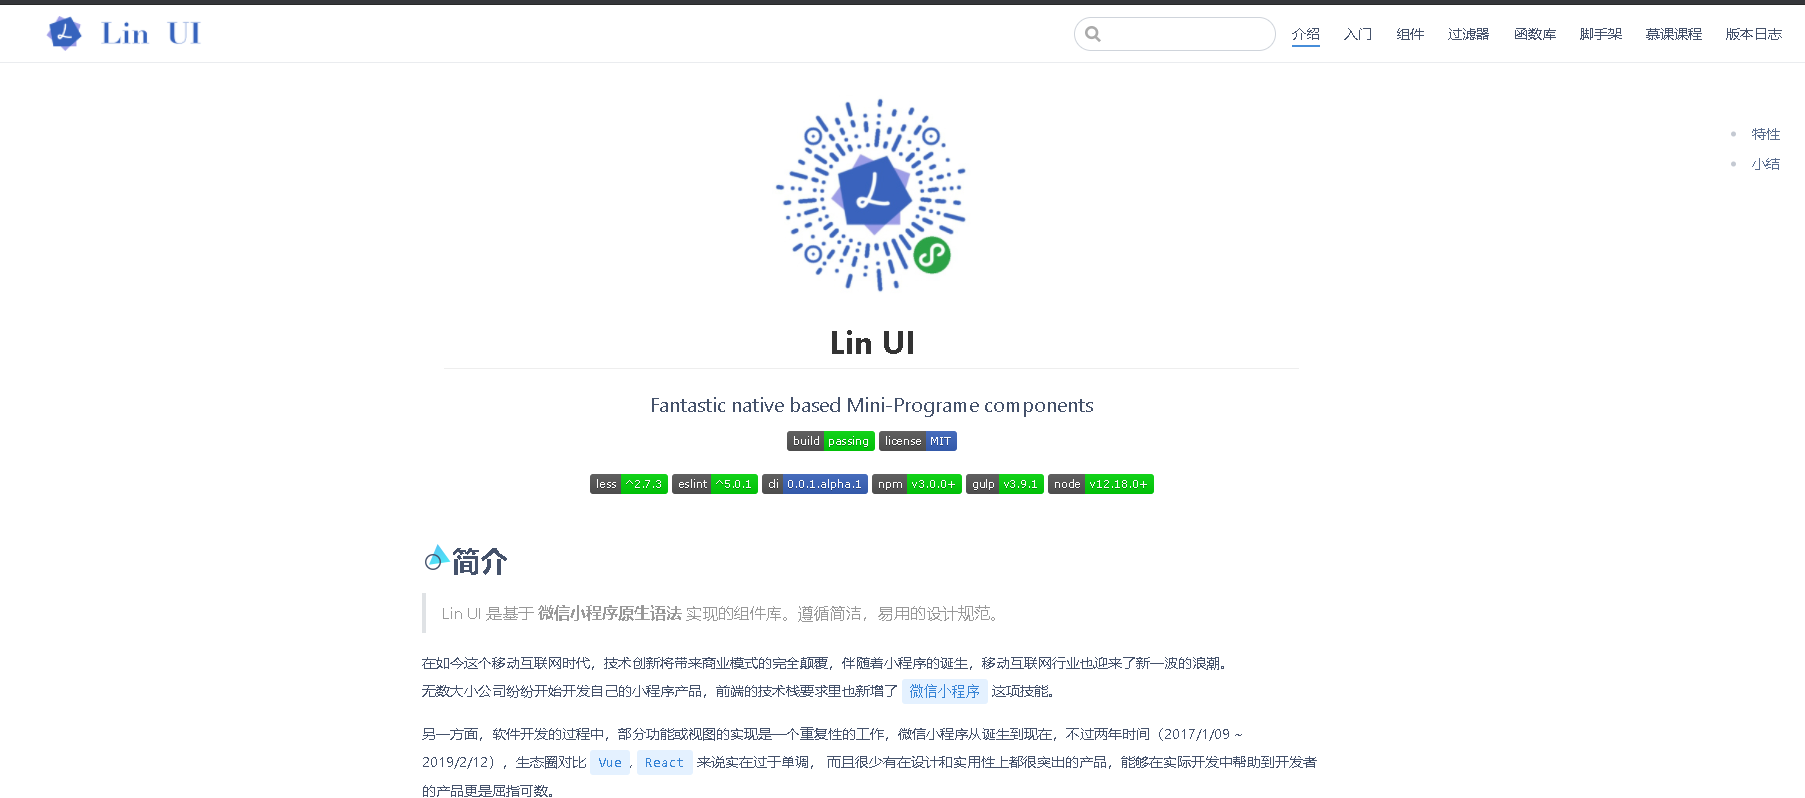 Lin UI
介绍 入门 组件 过滤器 函数库 脚手架 慕课课程 版本日志
特性
小结
Lin UI
Fantastic native based Mini-Programe components
build passing license MIT
less ^2.7.3 eslint ^5.0.1 di 0.0.1.alpha.1 npm v3.0.0+ gulp v3.9.1 node v12.18.0+
简介
Lin UI 是基于 微信小程序原生语法 实现的组件库。遵循简洁，易用的设计规范。
在如今这个移动互联网时代，技术创新将带来商业模式的完全颠覆，伴随着小程序的诞生，移动互联网行业也迎来了新一波的浪潮。
无数大小公司纷纷开始开发自己的小程序产品，前端的技术栈要求里也新增了 微信小程序 这项技能。
另一方面，软件开发的过程中，部分功能或视图的实现是一个重复性的工作，微信小程序从诞生到现在，不过两年时间（2017/1/09 ~
2019/2/12），生态圈对比 Vue , React 来说实在过于单调， 而且很少有在设计和实用性上都很突出的产品，能够在实际开发中帮助到开发者
的产品更是屈指可数。